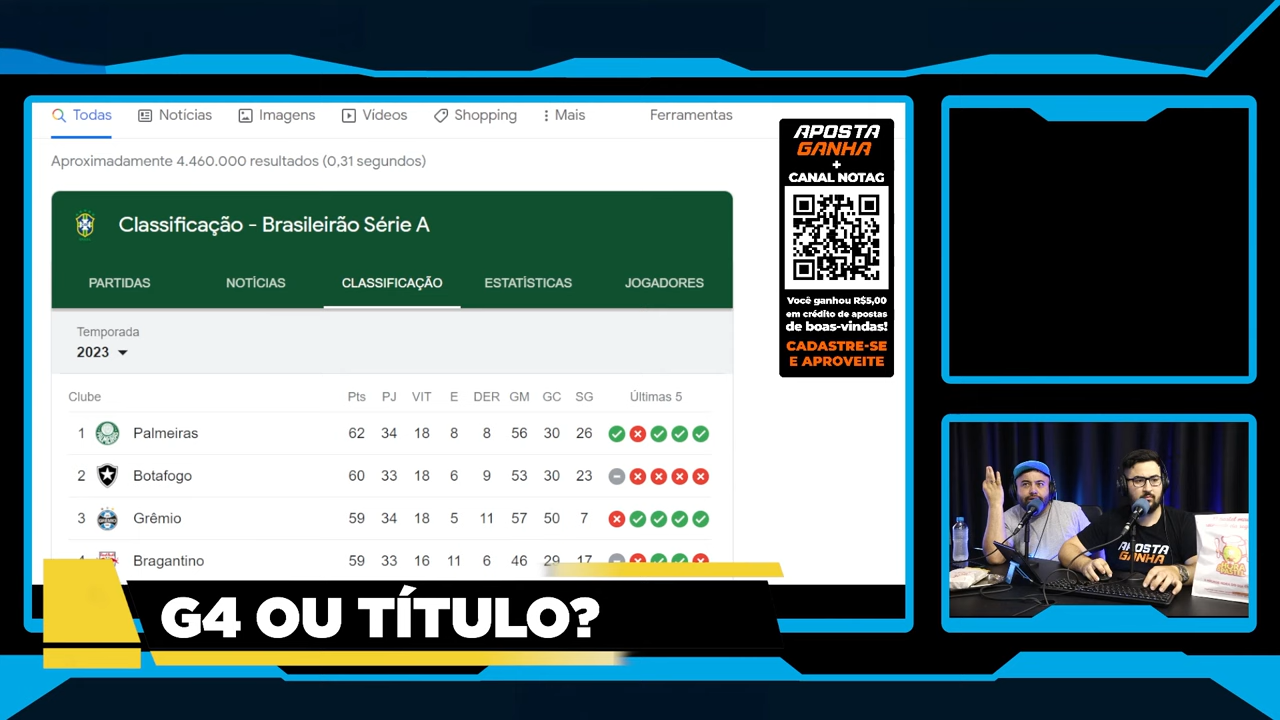 Todas Notícias Imagens Vídeos Shopping Mais Ferramentas
Aproximadamente 4.460.000 resultados (0,31 segundos)
Classificação - Brasileirão Série A
PARTIDAS NOTÍCIAS CLASSIFICAÇÃO ESTATÍSTICAS JOGADORES
Temporada
2023
Clube Pts PJ VIT E DER GM GC SG Últimas 5
1 Palmeiras 62 34 18 8 8 56 30 26
2 Botafogo 60 33 18 6 9 53 30 23
3 Grêmio 59 34 18 5 11 57 50 7
4 Bragantino 59 33 16 11 6 46 29 17
APOSTA
GANHA
+
CANAL NOTAG
Você ganhou R$5,00
em crédito de apostas
de boas-vindas!
CADASTRE-SE
E APROVEITE
G4 OU TÍTULO?
APOSTA
GANHA